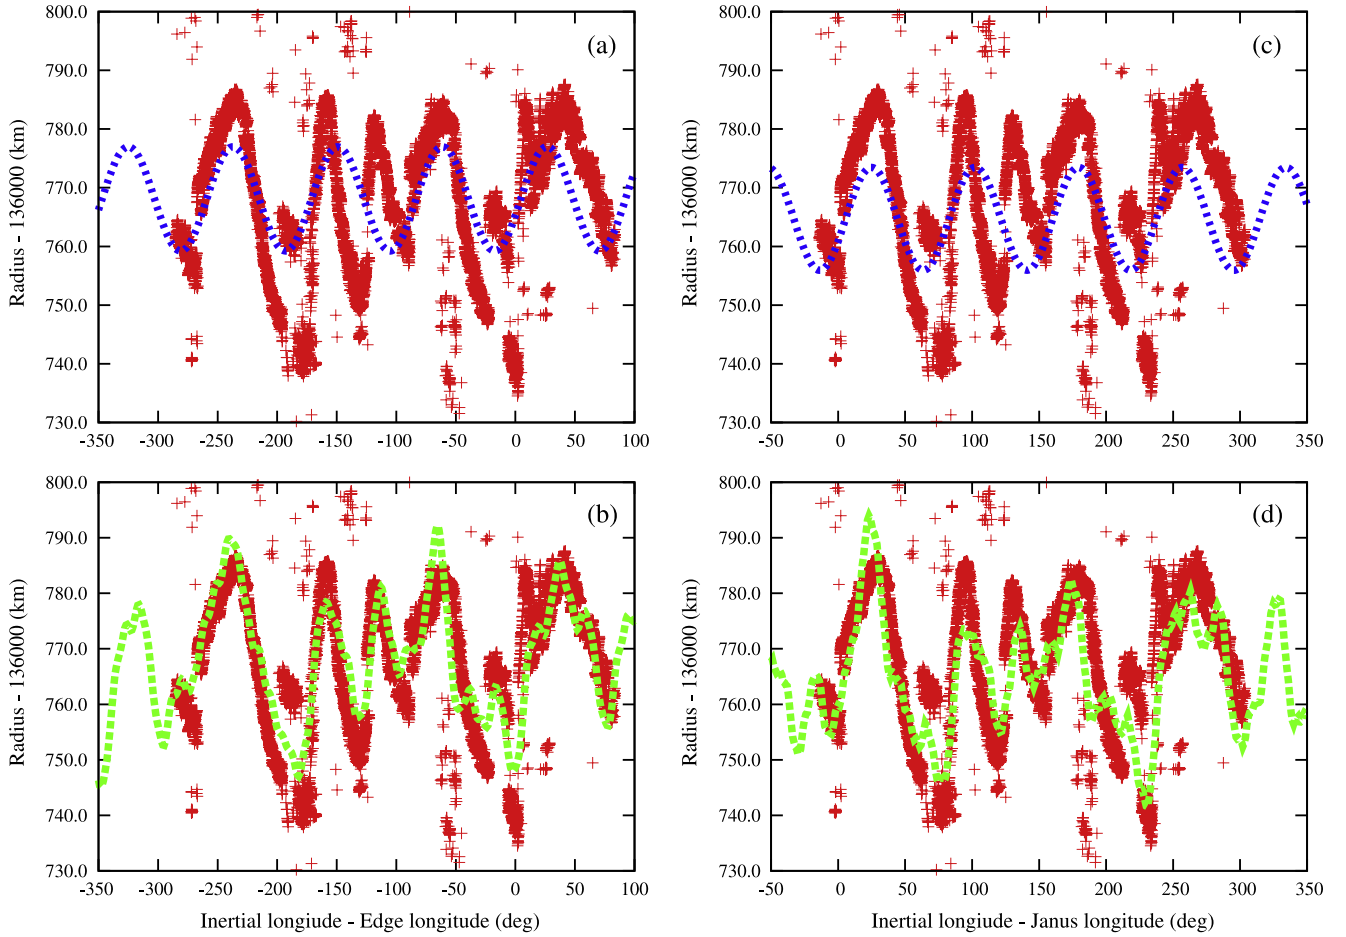 800.0
790.0
780.0
770.0
760.0
750.0
740.0
730.0
Radius - 136000 (km)
(a)
-350 -300 -250 -200 -150 -100 -50 0 50 100
800.0
790.0
780.0
770.0
760.0
750.0
740.0
730.0
Radius - 136000 (km)
(c)
-50 0 50 100 150 200 250 300 350
800.0
790.0
780.0
770.0
760.0
750.0
740.0
730.0
Radius - 136000 (km)
(b)
-350 -300 -250 -200 -150 -100 -50 0 50 100
Inertial longiude - Edge longitude (deg)
800.0
790.0
780.0
770.0
760.0
750.0
740.0
730.0
Radius - 136000 (km)
(d)
-50 0 50 100 150 200 250 300 350
Inertial longiude - Janus longitude (deg)